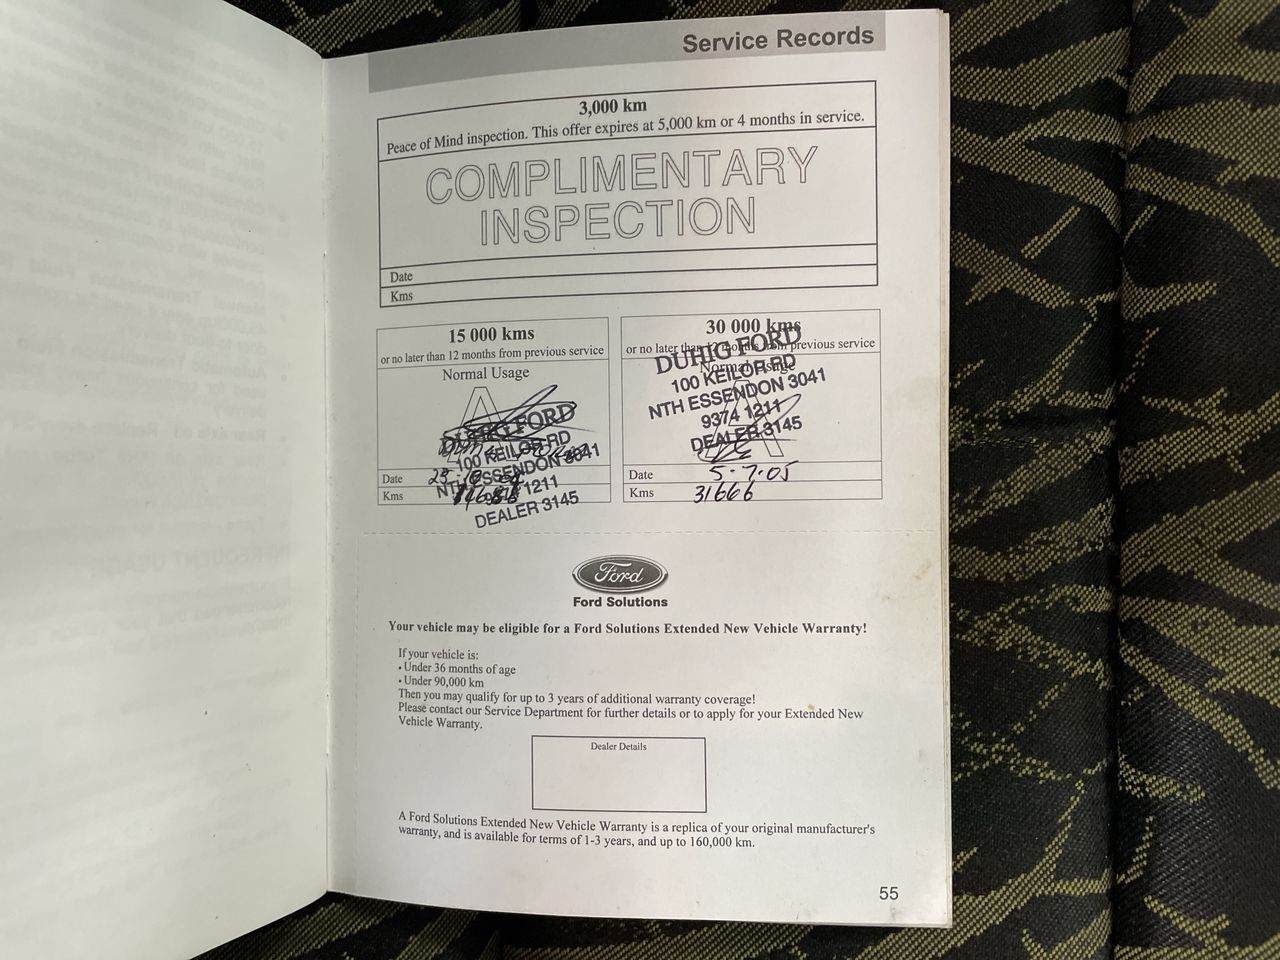 Service Records
3,000 km
Peace of Mind inspection. This offer expires at 5,000 km or 4 months in service.
COMPLIMENTARY
INSPECTION
Date
Kms
15 000 kms
or no later than 12 months from previous service
Normal Usage
A
DUHIG FORD
100 KEILOR RD
NTH ESSENDON 3041
9374 1211
DEALER 3145
Date
Kms
30 000 kms
or no later than 12 months from previous service
Normal Usage
A
DUHIG FORD
100 KEILOR RD
NTH ESSENDON 3041
9374 1211
DEALER 3145
Date 5-7-05
Kms 31666
Ford
Ford Solutions
Your vehicle may be eligible for a Ford Solutions Extended New Vehicle Warranty!
If your vehicle is:
• Under 36 months of age
• Under 90,000 km
Then you may qualify for up to 3 years of additional warranty coverage!
Please contact our Service Department for further details or to apply for your Extended New
Vehicle Warranty.
Dealer Details
A Ford Solutions Extended New Vehicle Warranty is a replica of your original manufacturer's
warranty, and is available for terms of 1-3 years, and up to 160,000 km.
55